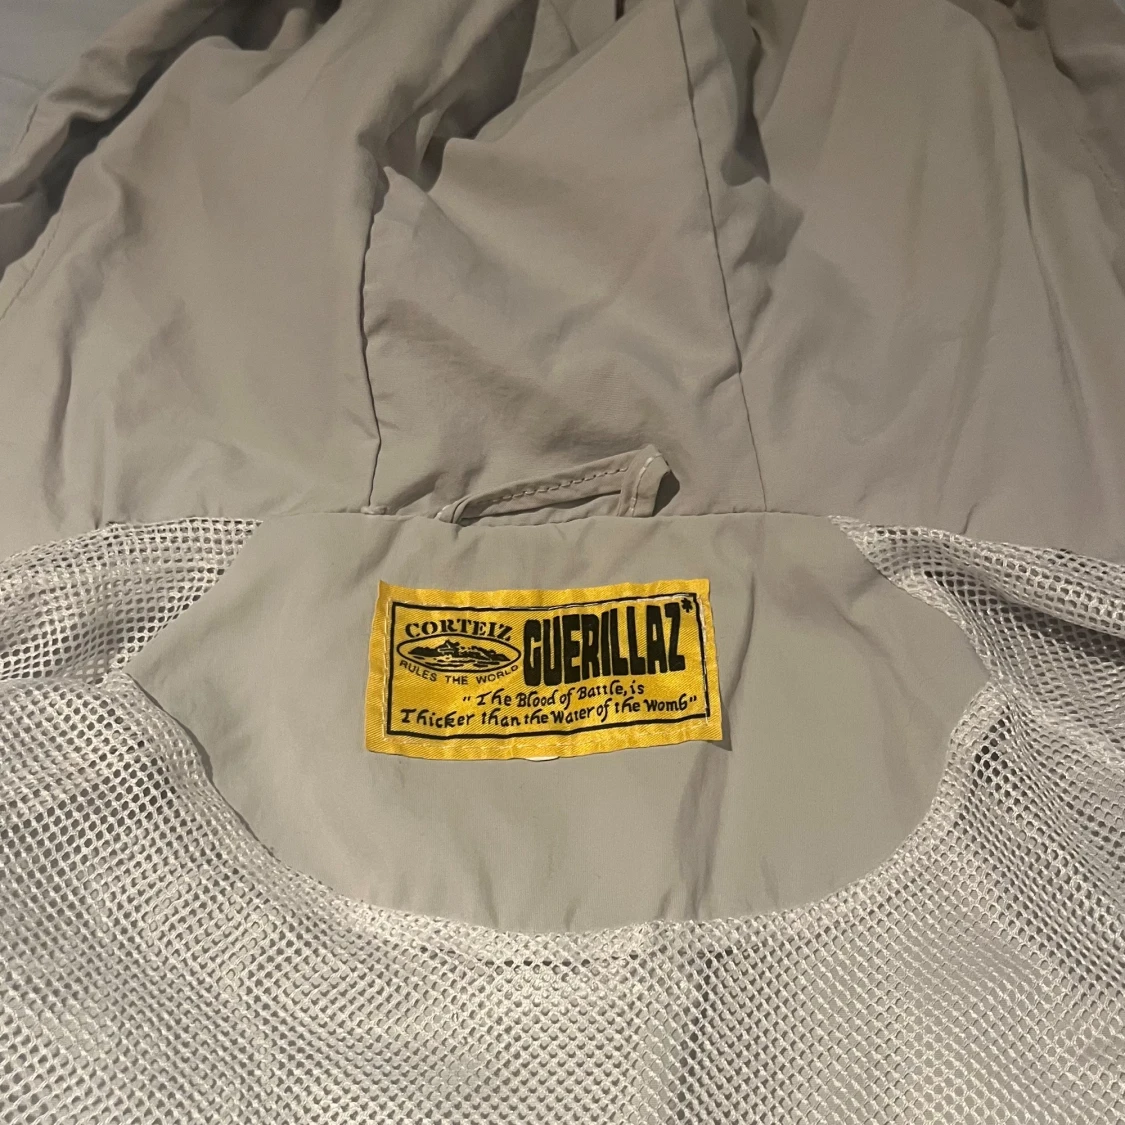 CORTEIZ
RULES THE WORLD
GUERILLAZ*
"The Blood of Battle, is
Thicker than the Water of the Womb"